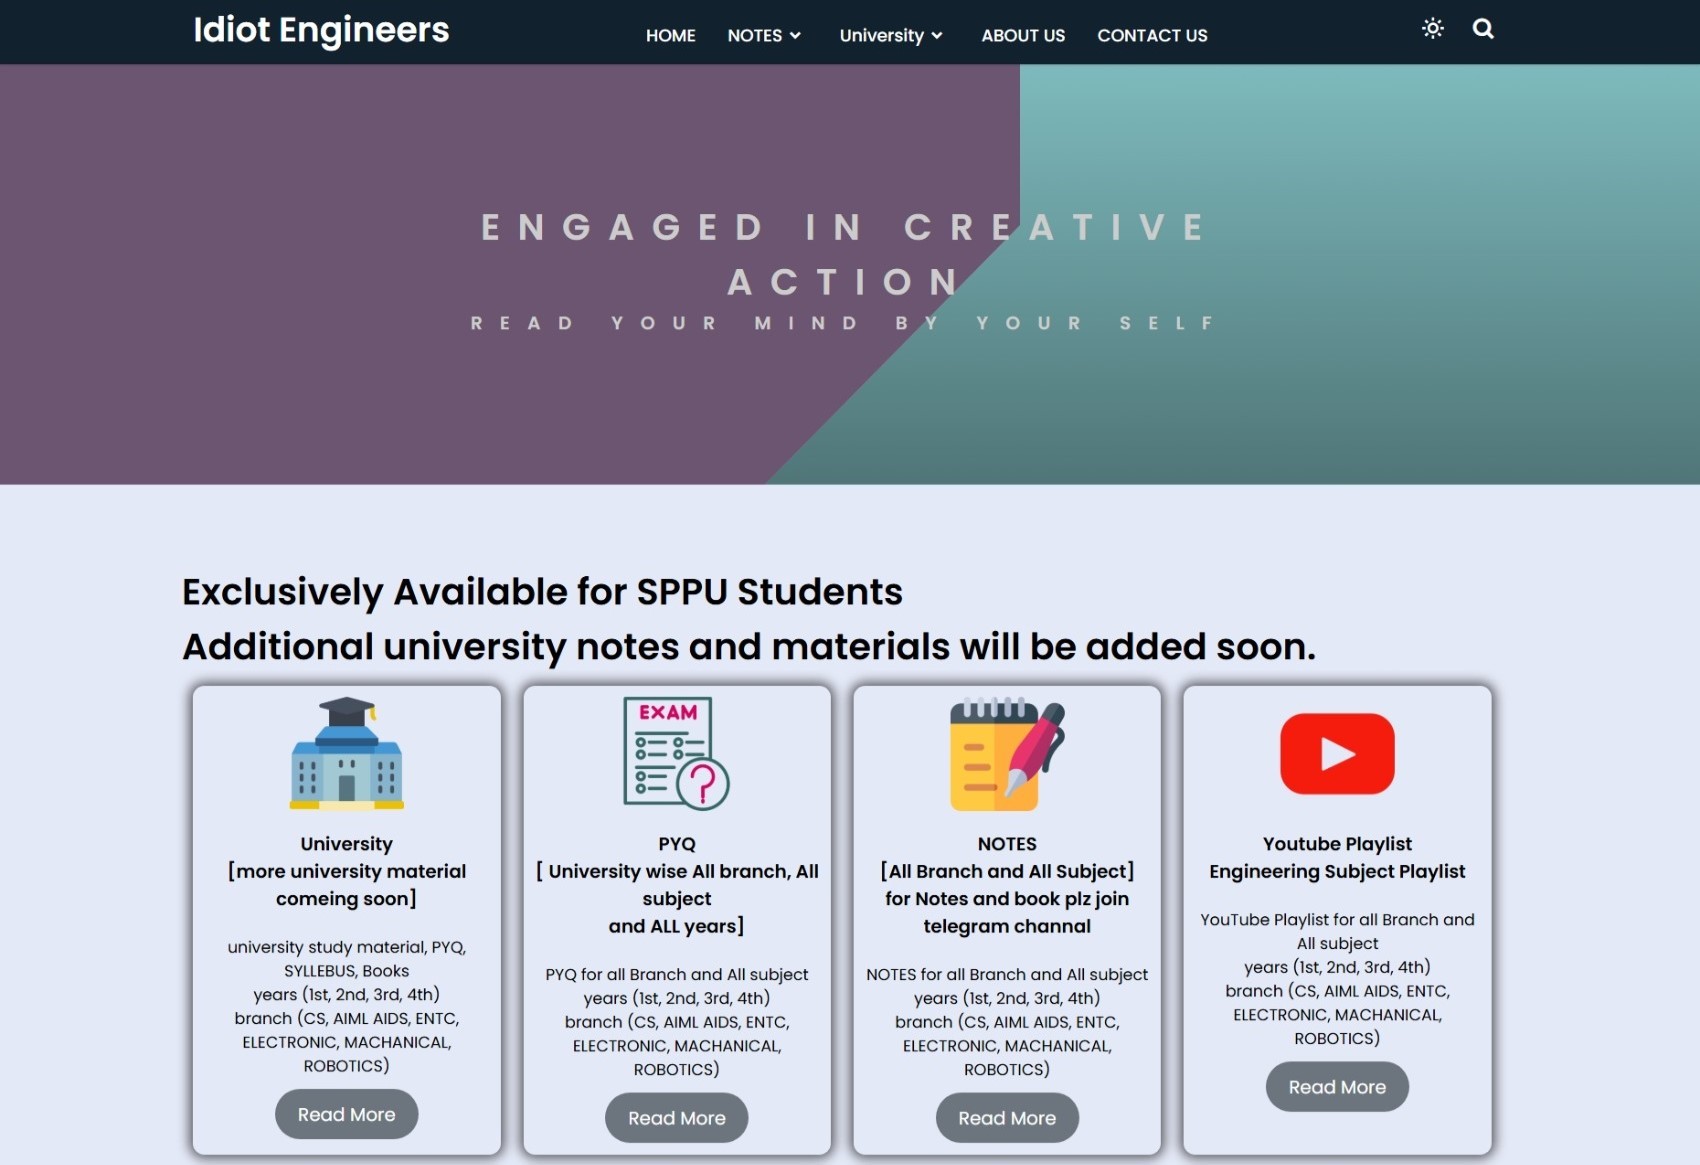 Idiot Engineers
HOME NOTES University ABOUT US CONTACT US
ENGAGED IN CREATIVE
ACTION
READ YOUR MIND BY YOUR SELF
Exclusively Available for SPPU Students
Additional university notes and materials will be added soon.
University
[more university material
comeing soon]
university study material, PYQ,
SYLLEBUS, Books
years (1st, 2nd, 3rd, 4th)
branch (CS, AIML AIDS, ENTC,
ELECTRONIC, MACHANICAL,
ROBOTICS)
Read More
EXAM
?
PYQ
[ University wise All branch, All
subject
and ALL years]
PYQ for all Branch and All subject
years (1st, 2nd, 3rd, 4th)
branch (CS, AIML AIDS, ENTC,
ELECTRONIC, MACHANICAL,
ROBOTICS)
Read More
NOTES
[All Branch and All Subject]
for Notes and book plz join
telegram channal
NOTES for all Branch and All subject
years (1st, 2nd, 3rd, 4th)
branch (CS, AIML AIDS, ENTC,
ELECTRONIC, MACHANICAL,
ROBOTICS)
Read More
Youtube Playlist
Engineering Subject Playlist
YouTube Playlist for all Branch and
All subject
years (1st, 2nd, 3rd, 4th)
branch (CS, AIML AIDS, ENTC,
ELECTRONIC, MACHANICAL,
ROBOTICS)
Read More